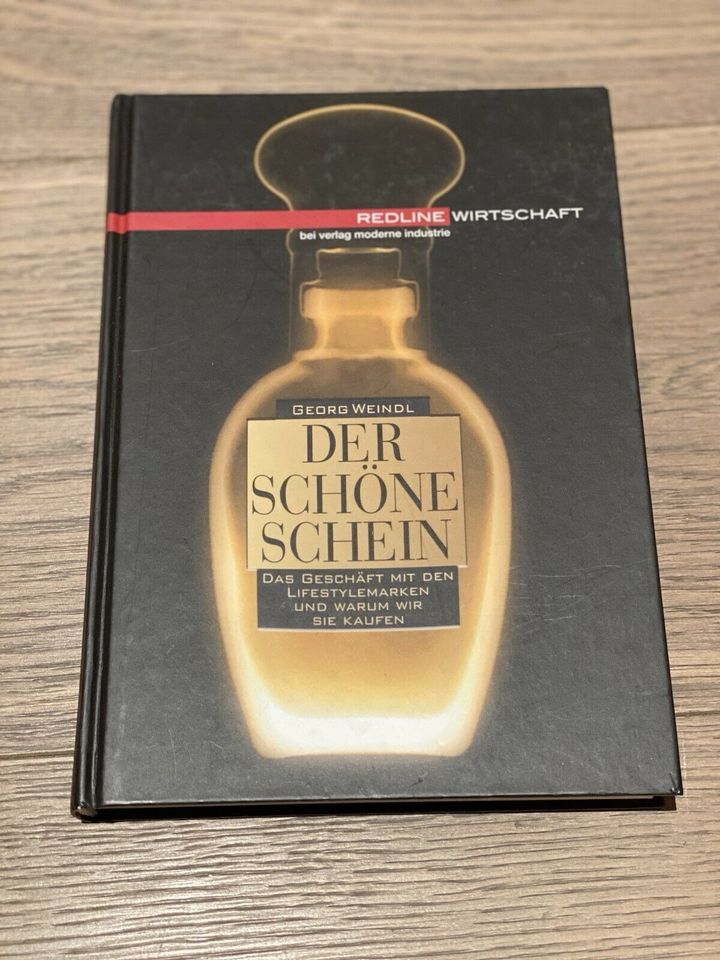 REDLINE WIRTSCHAFT
bei verlag moderne industrie
GEORG WEINDL
DER
SCHÖNE
SCHEIN
DAS GESCHÄFT MIT DEN
LIFESTYLEMARKEN
UND WARUM WIR
SIE KAUFEN